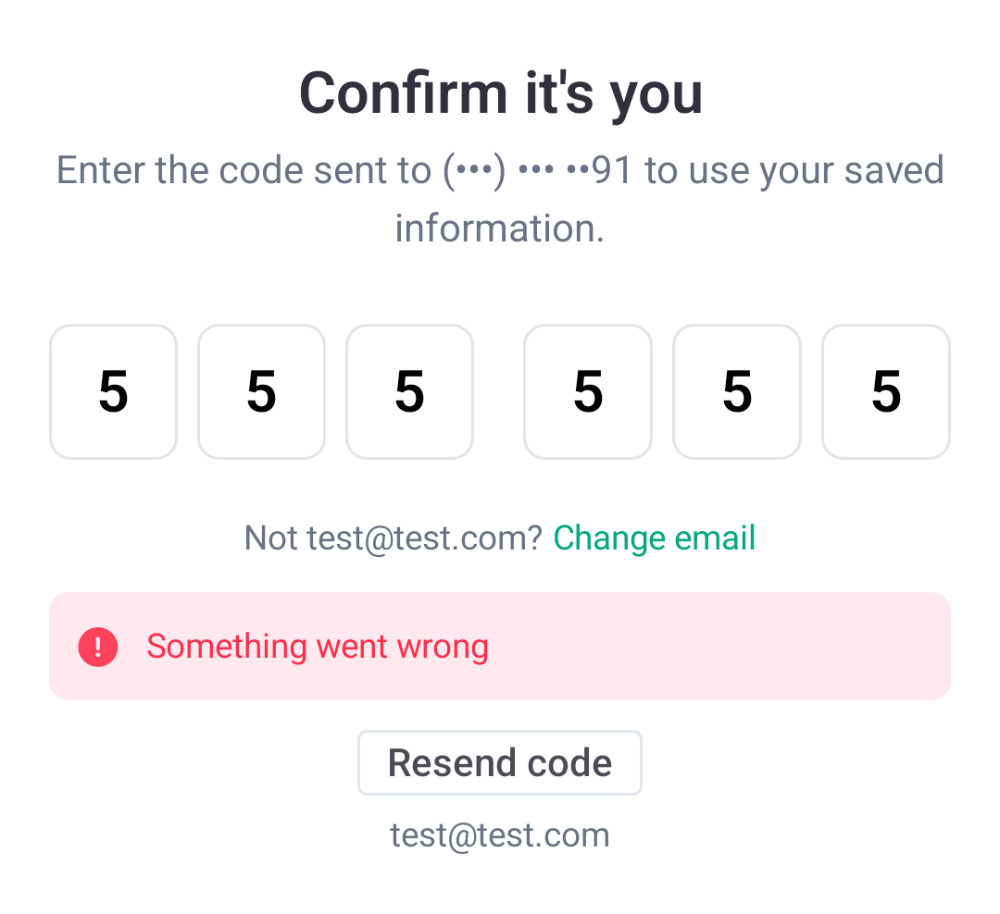 Confirm it's you
Enter the code sent to (•••) ••• ••91 to use your saved
information.
5 5 5 5 5 5
Not test@test.com? Change email
! Something went wrong
Resend code
test@test.com